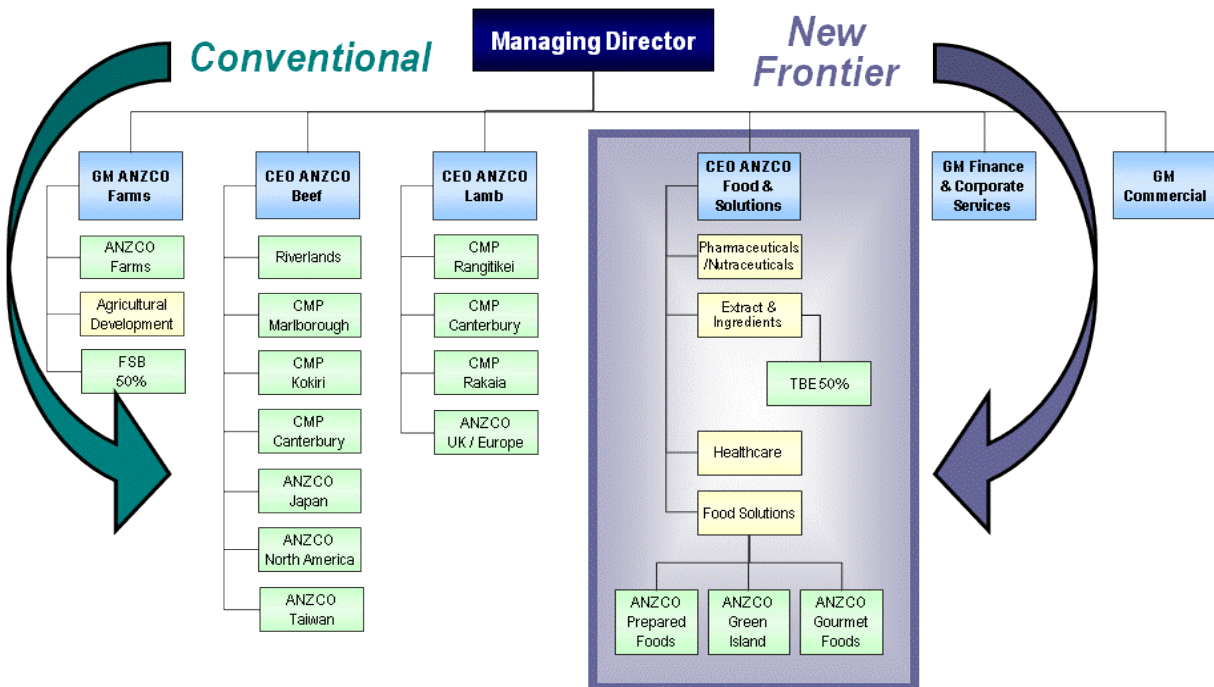 Conventional
Managing Director
New
Frontier
GM ANZCO
Farms
ANZCO
Farms
Agricultural
Development
FSB
50%
CEO ANZCO
Beef
Riverlands
CMP
Marlborough
CMP
Kokiri
CMP
Canterbury
ANZCO
Japan
ANZCO
North America
ANZCO
Taiwan
CEO ANZCO
Lamb
CMP
Rangitikei
CMP
Canterbury
CMP
Rakaia
ANZCO
UK / Europe
CEO ANZCO
Food &
Solutions
Pharmaceuticals
/Nutraceuticals
Extract &
Ingredients
TBE 50%
Healthcare
Food Solutions
ANZCO
Prepared
Foods
ANZCO
Green
Island
ANZCO
Gourmet
Foods
GM Finance
& Corporate
Services
GM
Commercial